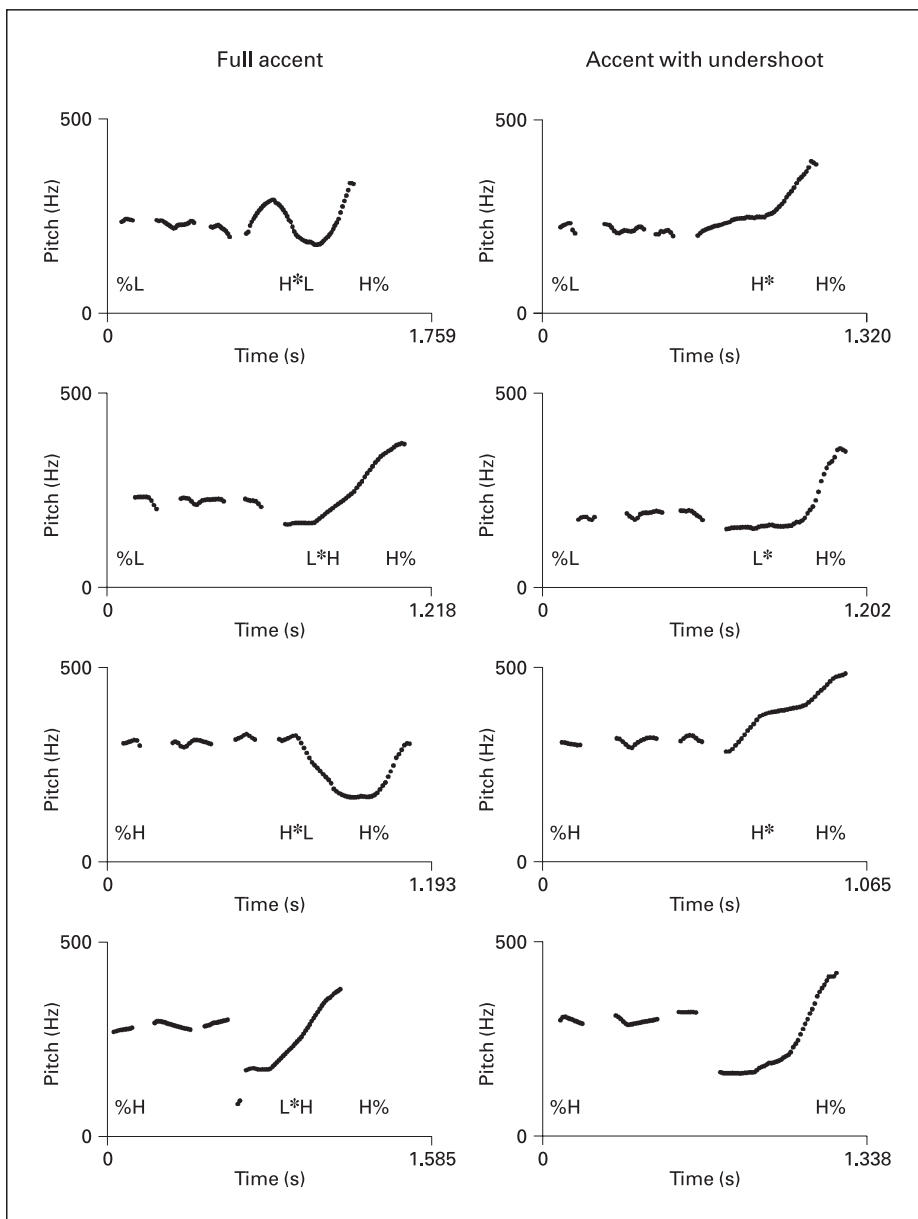 Full accent
Accent with undershoot
500
Pitch (Hz)
%L H*L H%
0
0 1.759
Time (s)
500
Pitch (Hz)
%L H* H%
0
0 1.320
Time (s)
500
Pitch (Hz)
%L L*H H%
0
0 1.218
Time (s)
500
Pitch (Hz)
%L L* H%
0
0 1.202
Time (s)
500
Pitch (Hz)
%H H*L H%
0
0 1.193
Time (s)
500
Pitch (Hz)
%H H* H%
0
0 1.065
Time (s)
500
Pitch (Hz)
%H L*H H%
0
0 1.585
Time (s)
500
Pitch (Hz)
%H H%
0
0 1.338
Time (s)